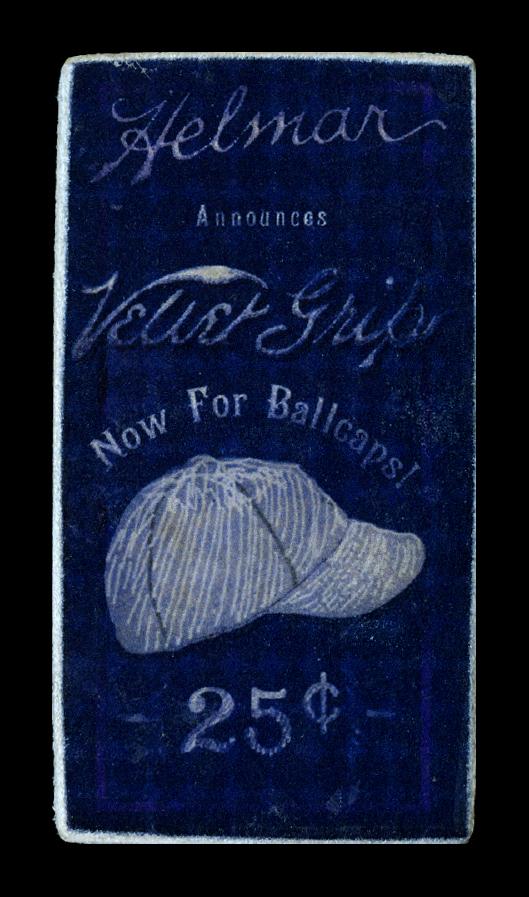 Helmar
Announces
Velvet Grip
Now For Ballcaps!
- 25¢ -